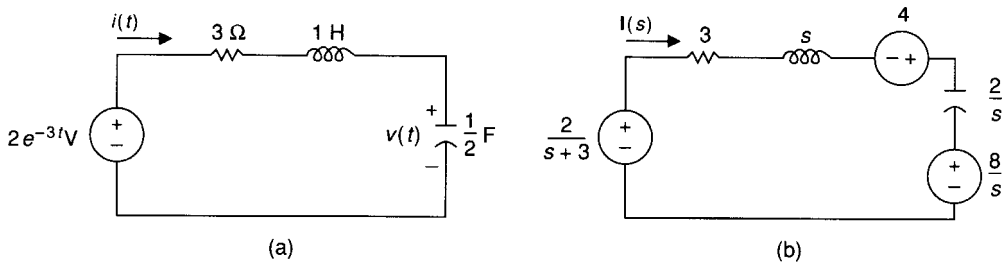 i(t)
3 Ω
1 H
2e^{-3t}V
+
−
+
v(t)
−
1/2 F
(a)
I(s)
3
s
4
− +
2/s
2/(s + 3)
+
−
+
−
8/s
(b)